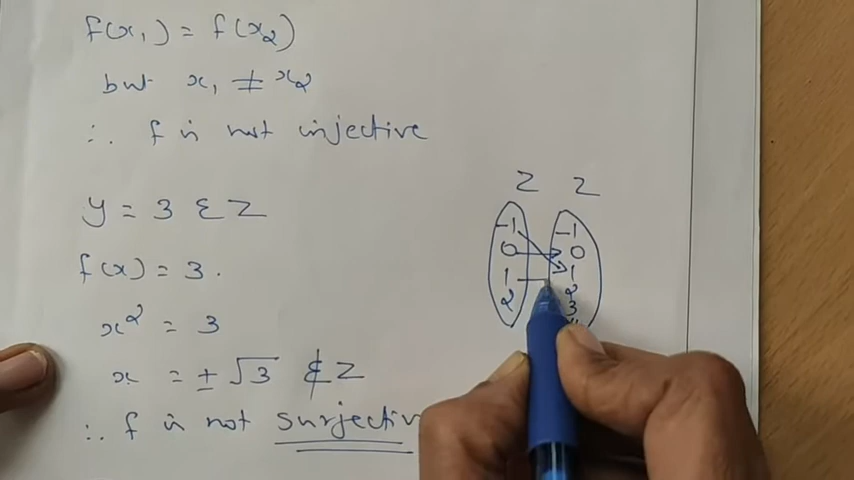 f(x₁) = f(x₂)
but x₁ ≠ x₂
∴ f is not injective
y = 3 ∈ Z
f(x) = 3.
x² = 3
x = ± √3 ∉ Z
∴ f is not surjective
Z Z
-1 -1
0 0
1 1
2 2
3